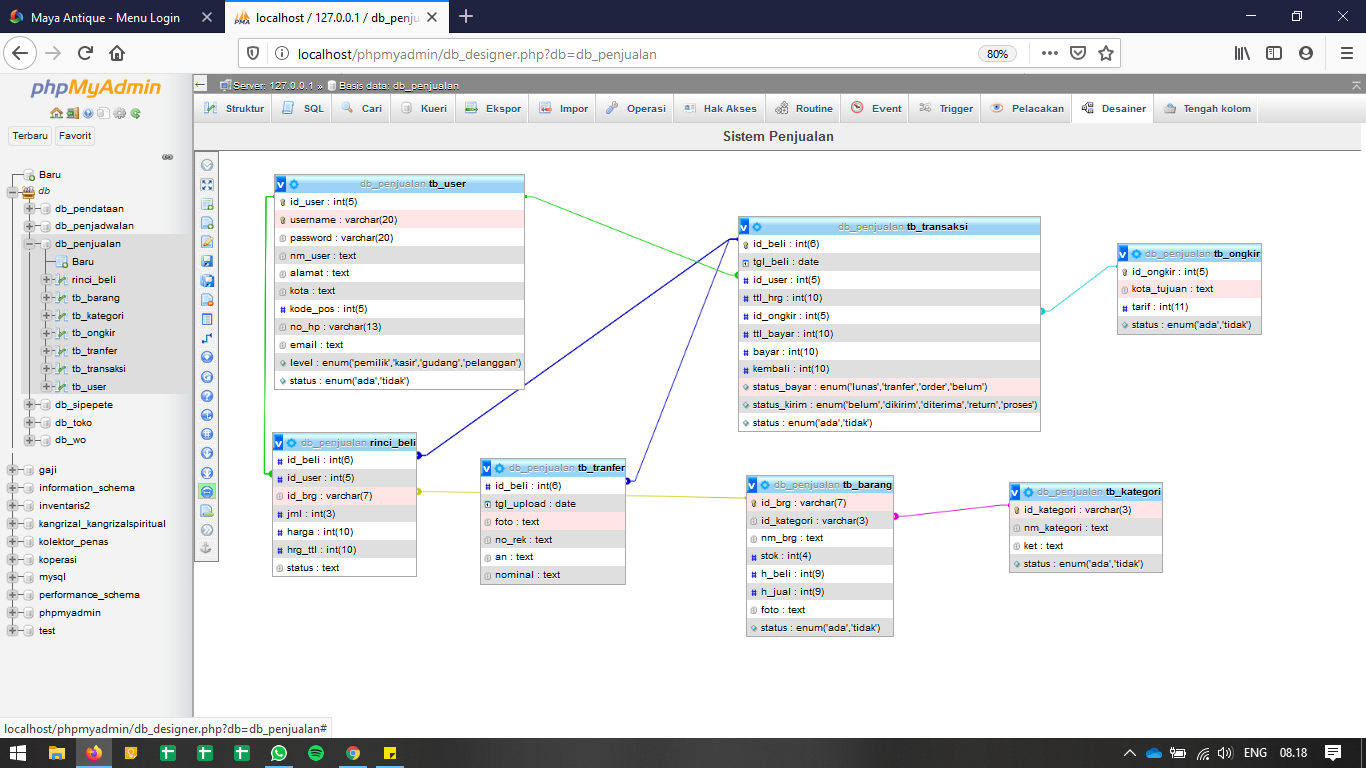 Maya Antique - Menu Login
localhost / 127.0.0.1 / db_penju
localhost/phpmyadmin/db_designer.php?db=db_penjualan
80%
phpMyAdmin
Terbaru
Favorit
Baru
db
db_pendataan
db_penjadwalan
db_penjualan
Baru
rinci_beli
tb_barang
tb_kategori
tb_ongkir
tb_tranfer
tb_transaksi
tb_user
db_sipepete
db_toko
db_wo
gaji
information_schema
inventaris2
kangrizal_kangrizalspiritual
kolektor_penas
koperasi
mysql
performance_schema
phpmyadmin
test
Server: 127.0.0.1 » Basis data: db_penjualan
Struktur SQL Cari Kueri Ekspor Impor Operasi Hak Akses Routine Event Trigger Pelacakan Desainer Tengah kolom
Sistem Penjualan
db_penjualan tb_user
id_user : int(5)
username : varchar(20)
password : varchar(20)
nm_user : text
alamat : text
kota : text
kode_pos : int(5)
no_hp : varchar(13)
email : text
level : enum('pemilik','kasir','gudang','pelanggan')
status : enum('ada','tidak')
db_penjualan tb_transaksi
id_beli : int(6)
tgl_beli : date
id_user : int(5)
ttl_hrg : int(10)
id_ongkir : int(5)
ttl_bayar : int(10)
bayar : int(10)
kembali : int(10)
status_bayar : enum('lunas','tranfer','order','belum')
status_kirim : enum('belum','dikirim','diterima','return','proses')
status : enum('ada','tidak')
db_penjualan tb_ongkir
id_ongkir : int(5)
kota_tujuan : text
tarif : int(11)
status : enum('ada','tidak')
db_penjualan rinci_beli
id_beli : int(6)
id_user : int(5)
id_brg : varchar(7)
jml : int(3)
harga : int(10)
hrg_ttl : int(10)
status : text
db_penjualan tb_tranfer
id_beli : int(6)
tgl_upload : date
foto : text
no_rek : text
an : text
nominal : text
db_penjualan tb_barang
id_brg : varchar(7)
id_kategori : varchar(3)
nm_brg : text
stok : int(4)
h_beli : int(9)
h_jual : int(9)
foto : text
status : enum('ada','tidak')
db_penjualan tb_kategori
id_kategori : varchar(3)
nm_kategori : text
ket : text
status : enum('ada','tidak')
localhost/phpmyadmin/db_designer.php?db=db_penjualan#
ENG 08.18